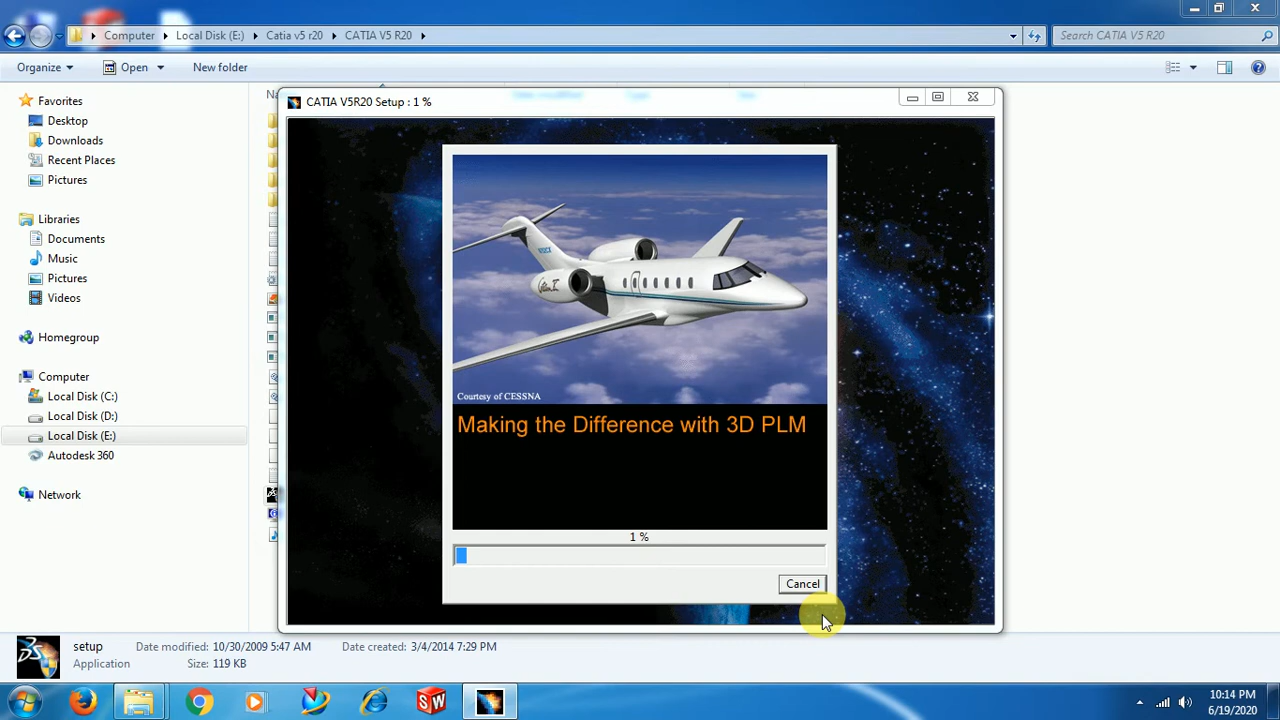 Computer
Local Disk (E:)
Catia v5 r20
CATIA V5 R20
Search CATIA V5 R20
Organize
Open
New folder
Favorites
Desktop
Downloads
Recent Places
Pictures
Libraries
Documents
Music
Pictures
Videos
Homegroup
Computer
Local Disk (C:)
Local Disk (D:)
Local Disk (E:)
Autodesk 360
Network
CATIA V5R20 Setup : 1 %
Courtesy of CESSNA
Making the Difference with 3D PLM
1 %
Cancel
setup
Date modified: 10/30/2009 5:47 AM
Date created: 3/4/2014 7:29 PM
Application
Size: 119 KB
SW
10:14 PM
6/19/2020